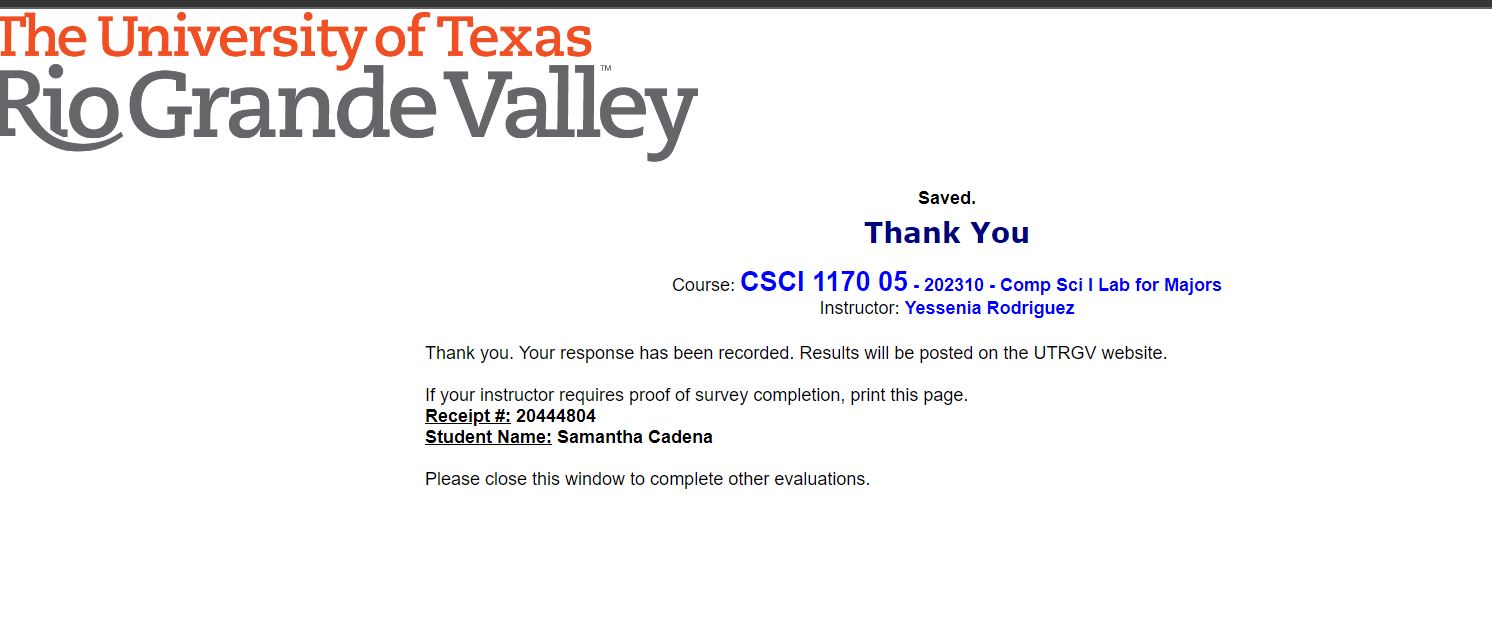 The University of Texas
Rio Grande Valley™
Saved.
Thank You
Course: CSCI 1170 05 - 202310 - Comp Sci I Lab for Majors
Instructor: Yessenia Rodriguez
Thank you. Your response has been recorded. Results will be posted on the UTRGV website.
If your instructor requires proof of survey completion, print this page.
Receipt #: 20444804
Student Name: Samantha Cadena
Please close this window to complete other evaluations.